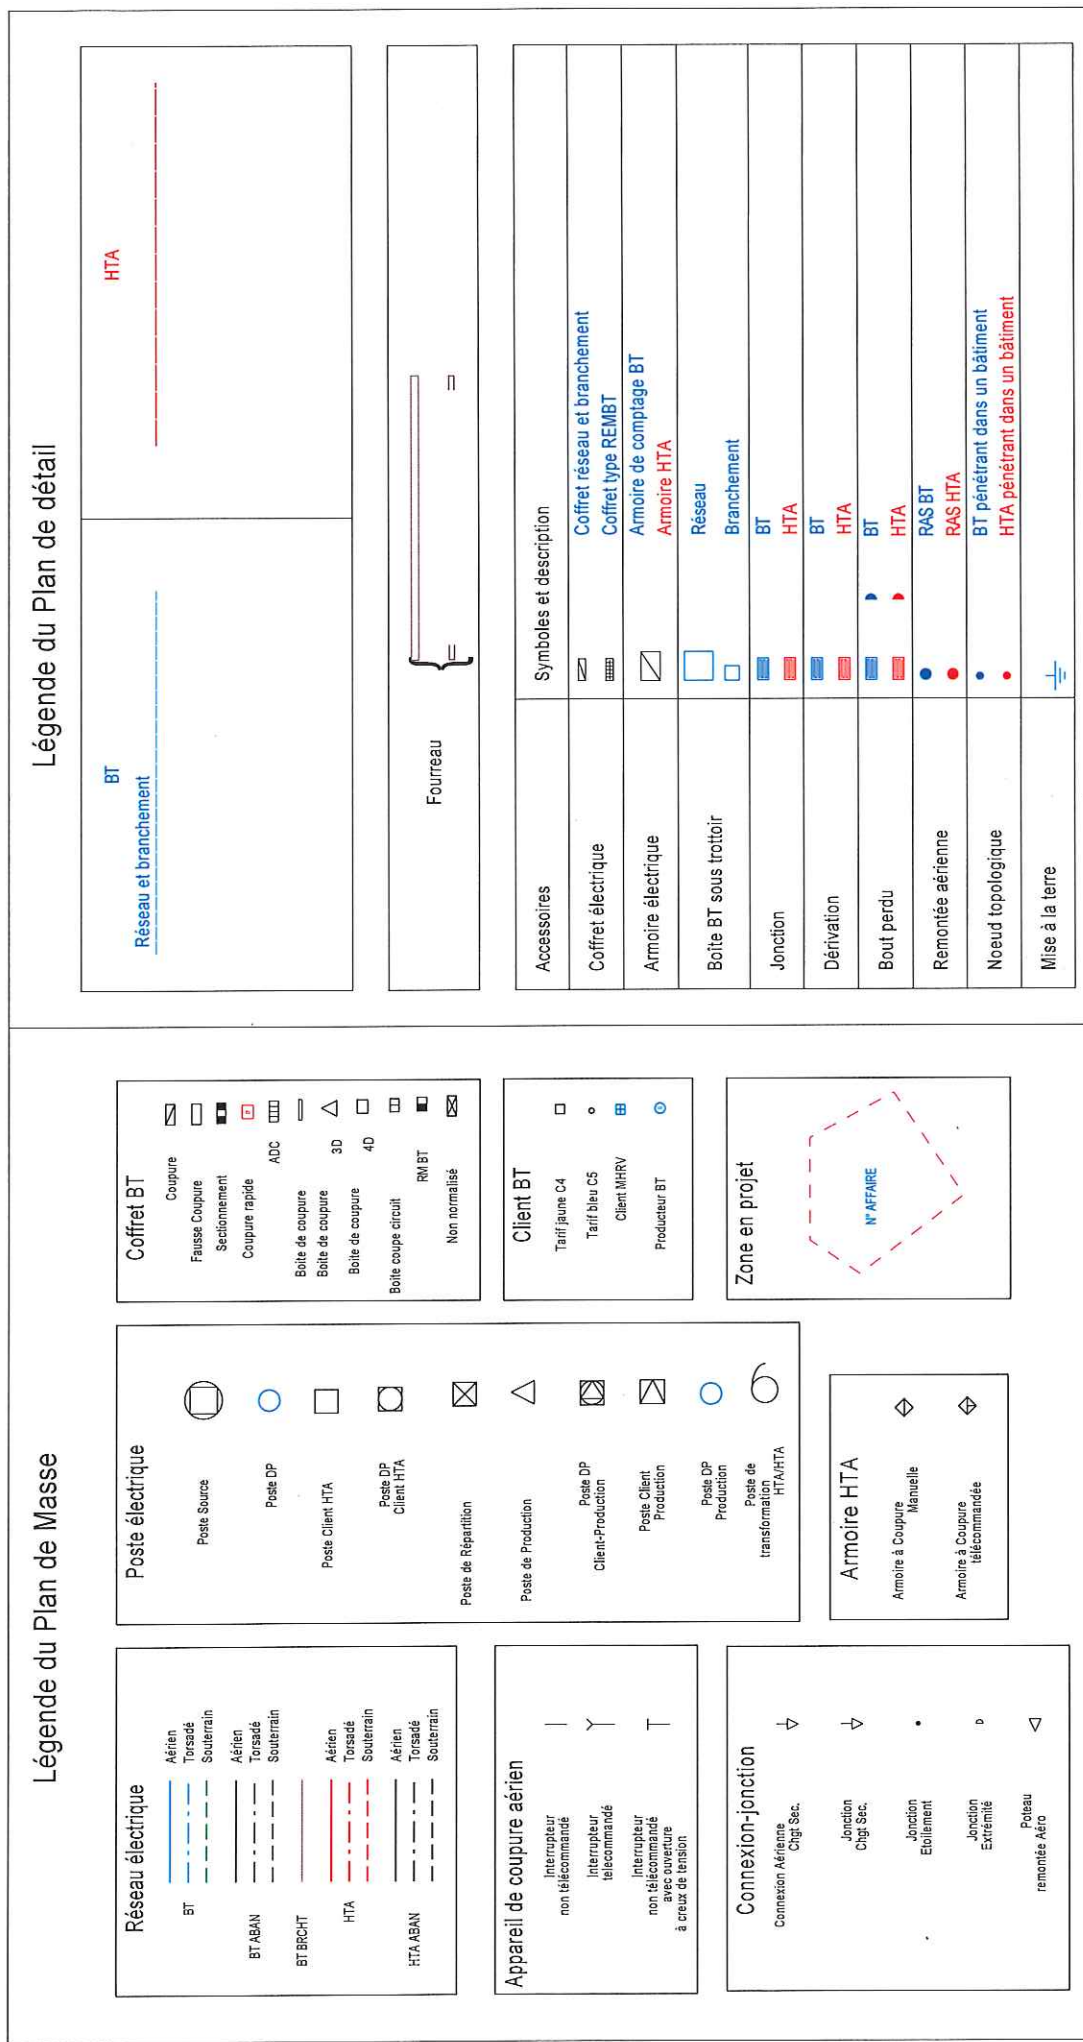 Légende du Plan de Masse
Réseau électrique
BT
Aérien
Torsadé
Souterrain
BT ABAN
Aérien
Torsadé
Souterrain
BT BRCHT
HTA
Aérien
Torsadé
Souterrain
HTA ABAN
Aérien
Torsadé
Souterrain
Appareil de coupure aérien
Interrupteur
non télécommandé
Interrupteur
telecommandé
Interrupteur
non télécommandé
avec ouverture
à creux de tension
Connexion-jonction
Connexion Aérienne
Chgt Sec.
Jonction
Chgt Sec.
Jonction
Etoilement
Jonction
Extrémité
Poteau
remontée Aéro
Poste électrique
Poste Source
Poste DP
Poste Client HTA
Poste DP
Client HTA
Poste de Répartition
Poste de Production
Poste DP
Client-Production
Poste Client
Production
Poste DP
Production
Poste de
transformation
HTA/HTA
Armoire HTA
Armoire à Coupure
Manuelle
Armoire à Coupure
télécommandée
Coffret BT
Coupure
Fausse Coupure
Sectionnement
Coupure rapide
ADC
Boite de coupure
Boite de coupure
3D
Boite de coupure
4D
Boite coupe circuit
RM BT
Non normalisé
Client BT
Tarif jaune C4
Tarif bleu C5
Client MHRV
Producteur BT
Zone en projet
N° AFFAIRE
Légende du Plan de détail
BT
Réseau et branchement
HTA
Fourreau
Accessoires
Symboles et description
Coffret électrique
Coffret réseau et branchement
Coffret type REMBT
Armoire électrique
Armoire de comptage BT
Armoire HTA
Boîte BT sous trottoir
Réseau
Branchement
Jonction
BT
HTA
Dérivation
BT
HTA
Bout perdu
BT
HTA
Remontée aérienne
RAS BT
RAS HTA
Noeud topologique
BT pénétrant dans un bâtiment
HTA pénétrant dans un bâtiment
Mise à la terre